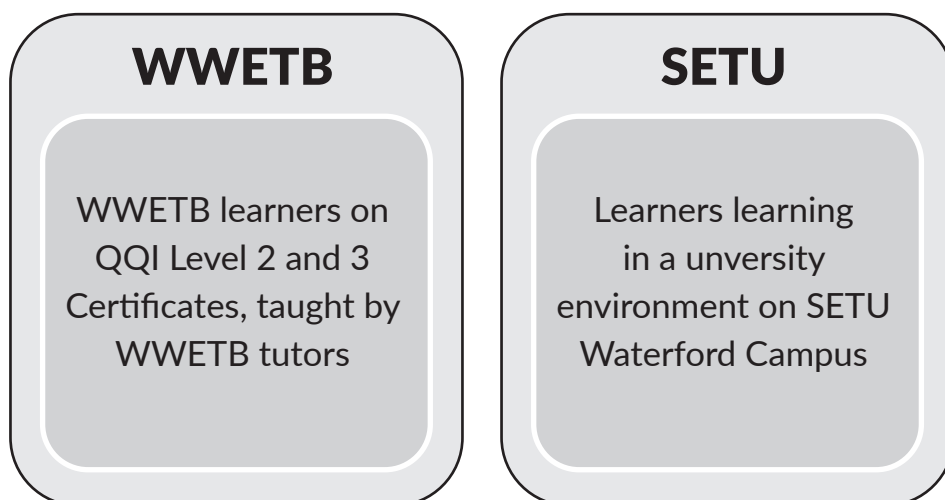 WWETB
WWETB learners on
QQI Level 2 and 3
Certificates, taught by
WWETB tutors
SETU
Learners learning
in a unversity
environment on SETU
Waterford Campus